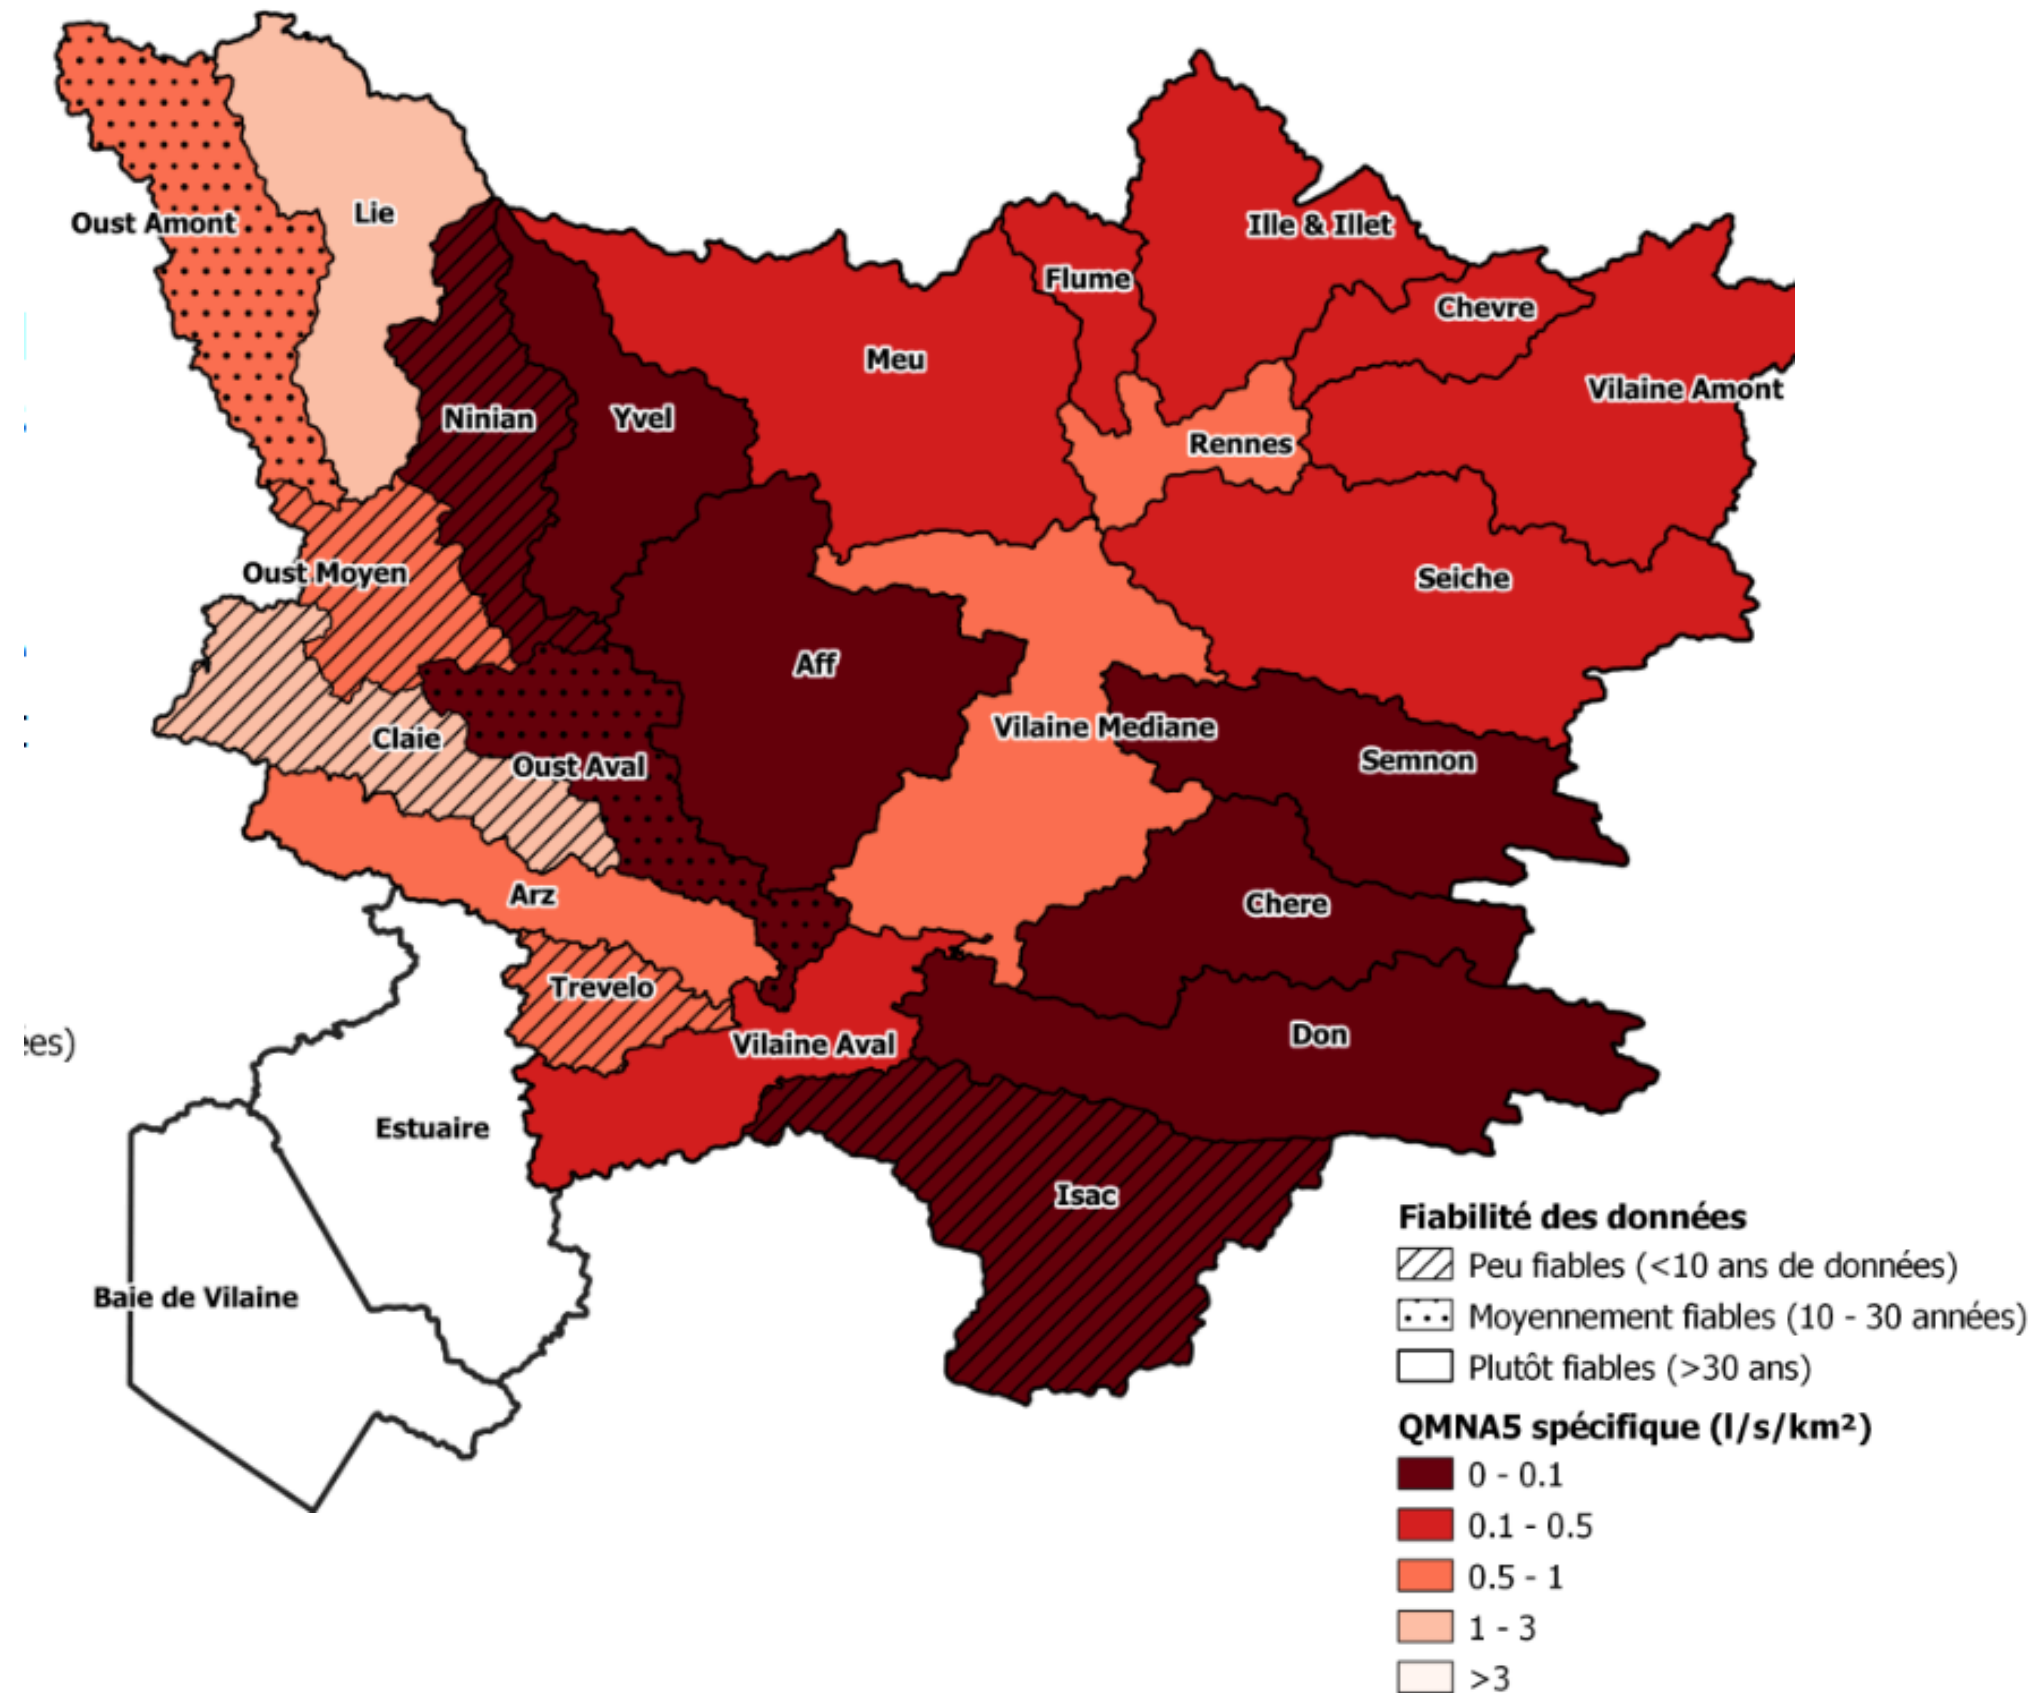 Oust Amont
Lie
Ille & Illet
Flume
Chevre
Meu
Vilaine Amont
Ninian
Yvel
Rennes
Oust Moyen
Seiche
Aff
Claie
Vilaine Mediane
Oust Aval
Semnon
Arz
Chere
Trevelo
Vilaine Aval
Don
ées)
Estuaire
Isac
Baie de Vilaine
Fiabilité des données
Peu fiables (<10 ans de données)
Moyennement fiables (10 - 30 années)
Plutôt fiables (>30 ans)
QMNA5 spécifique (l/s/km²)
0 - 0.1
0.1 - 0.5
0.5 - 1
1 - 3
>3